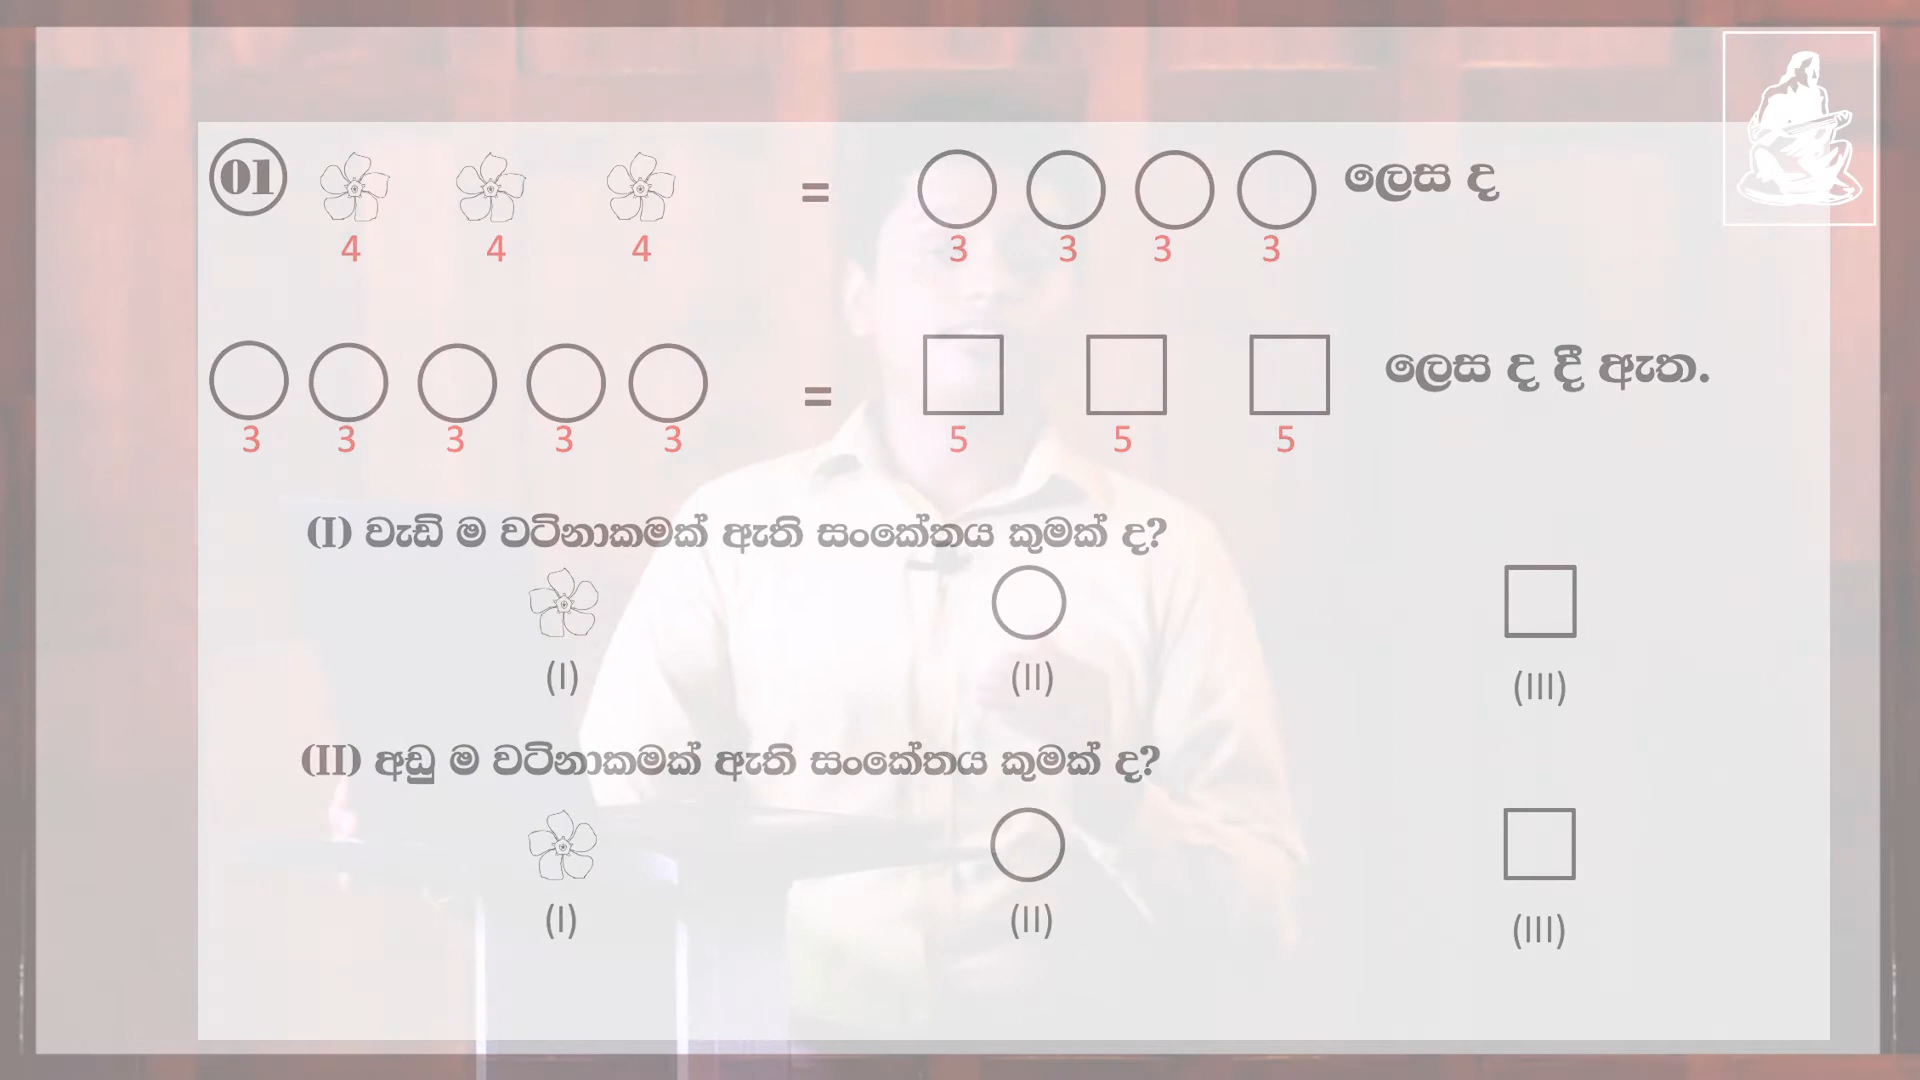 01 = ලෙස ද
4 4 4 3 3 3 3
= ලෙස ද දී ඇත.
3 3 3 3 3 5 5 5
(I) වැඩි ම වටිනාකමක් ඇති සංකේතය කුමක් ද?
(I) (II) (III)
(II) අඩු ම වටිනාකමක් ඇති සංකේතය කුමක් ද?
(I) (II) (III)